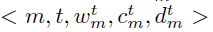 < m, t, w_m^t, c_m^t, d_m^t >